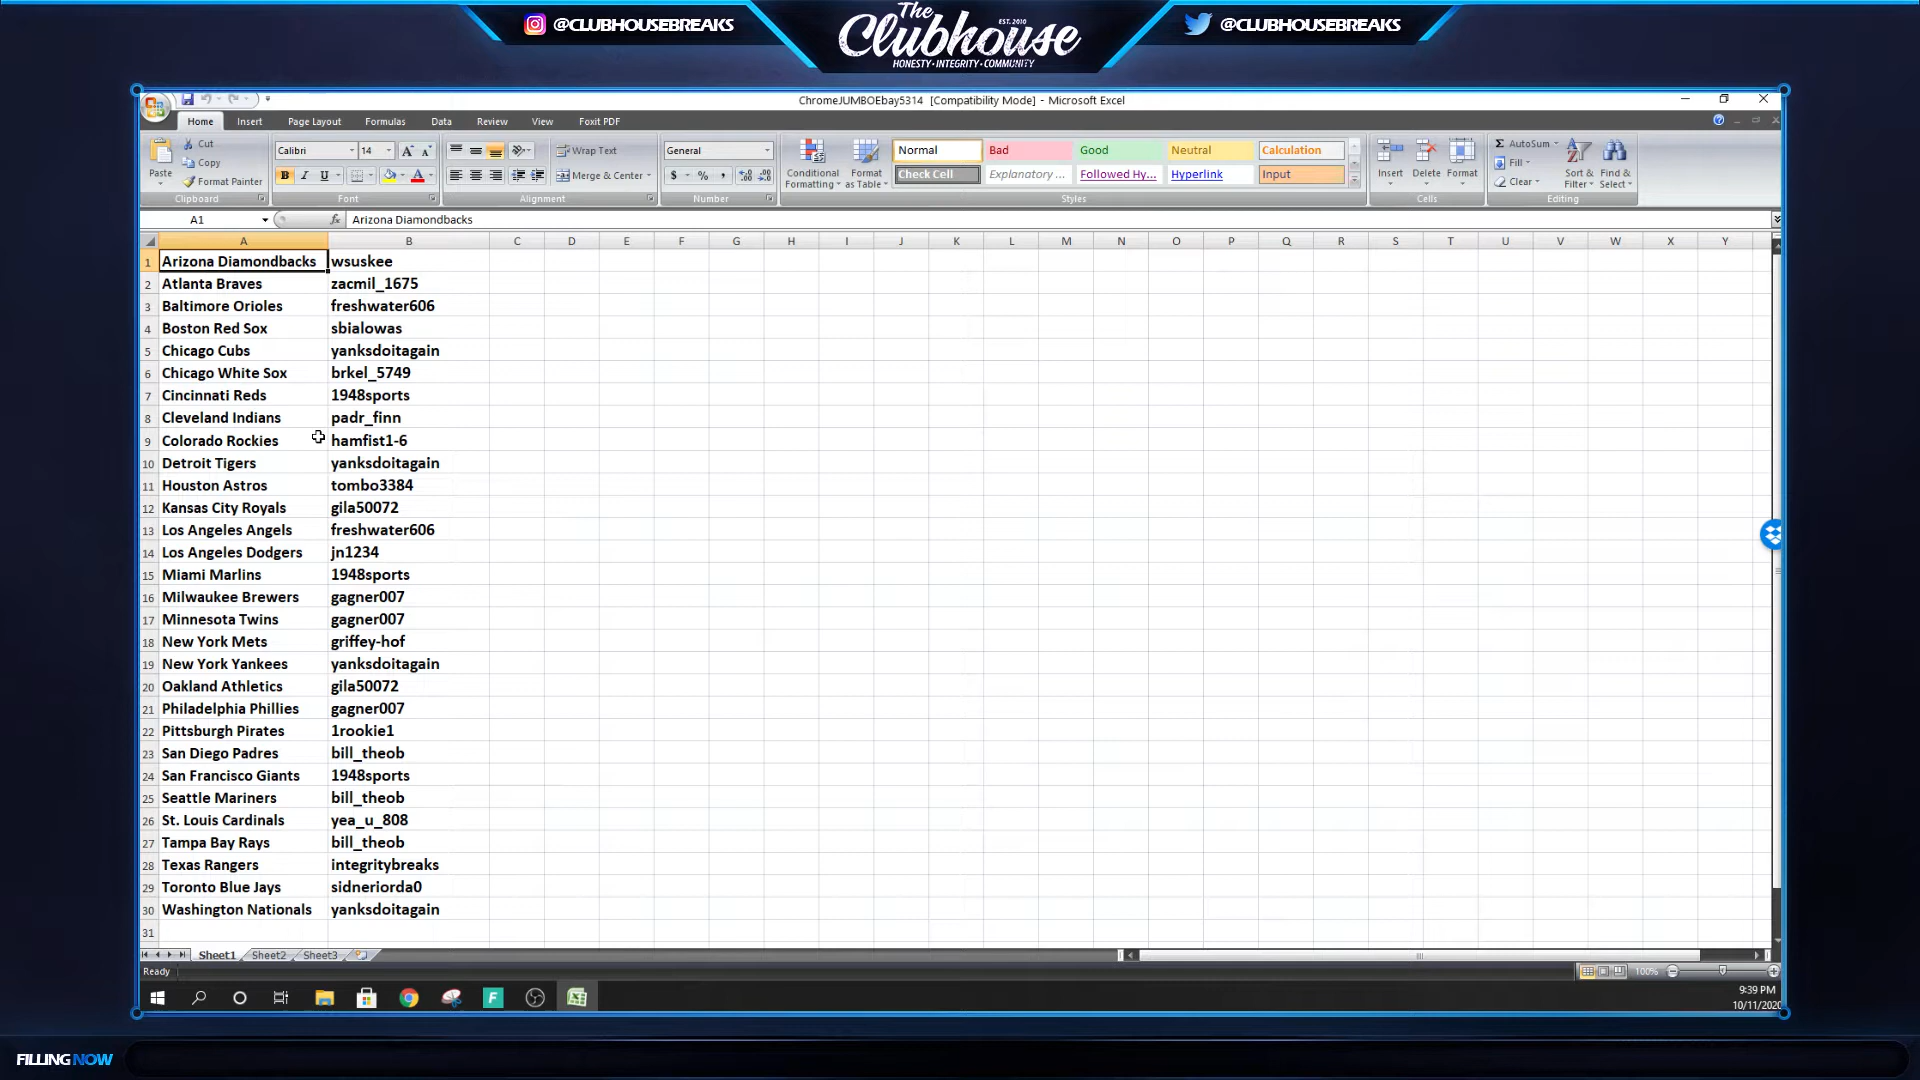 @CLUBHOUSEBREAKS
The Clubhouse
EST. 2010
HONESTY • INTEGRITY • COMMUNITY
@CLUBHOUSEBREAKS
ChromeJUMBOEbay5314 [Compatibility Mode] - Microsoft Excel
Home Insert Page Layout Formulas Data Review View Foxit PDF
Cut Calibri 14 Wrap Text General Normal Bad Good Neutral Calculation AutoSum
Copy Fill
Paste Format Painter B I U Merge & Center $ % , Conditional Formatting Format as Table Check Cell Explanatory ... Followed Hy... Hyperlink Input Insert Delete Format Clear Sort & Filter Find & Select
Clipboard Font Alignment Number Styles Cells Editing
A1 fx Arizona Diamondbacks
A B C D E F G H I J K L M N O P Q R S T U V W X Y
1 Arizona Diamondbacks wsuskee
2 Atlanta Braves zacmil_1675
3 Baltimore Orioles freshwater606
4 Boston Red Sox sbialowas
5 Chicago Cubs yanksdoitagain
6 Chicago White Sox brkel_5749
7 Cincinnati Reds 1948sports
8 Cleveland Indians padr_finn
9 Colorado Rockies hamfist1-6
10 Detroit Tigers yanksdoitagain
11 Houston Astros tombo3384
12 Kansas City Royals gila50072
13 Los Angeles Angels freshwater606
14 Los Angeles Dodgers jn1234
15 Miami Marlins 1948sports
16 Milwaukee Brewers gagner007
17 Minnesota Twins gagner007
18 New York Mets griffey-hof
19 New York Yankees yanksdoitagain
20 Oakland Athletics gila50072
21 Philadelphia Phillies gagner007
22 Pittsburgh Pirates 1rookie1
23 San Diego Padres bill_theob
24 San Francisco Giants 1948sports
25 Seattle Mariners bill_theob
26 St. Louis Cardinals yea_u_808
27 Tampa Bay Rays bill_theob
28 Texas Rangers integritybreaks
29 Toronto Blue Jays sidneriorda0
30 Washington Nationals yanksdoitagain
31
Sheet1 Sheet2 Sheet3
Ready 100%
9:39 PM
10/11/2020
FILLING NOW